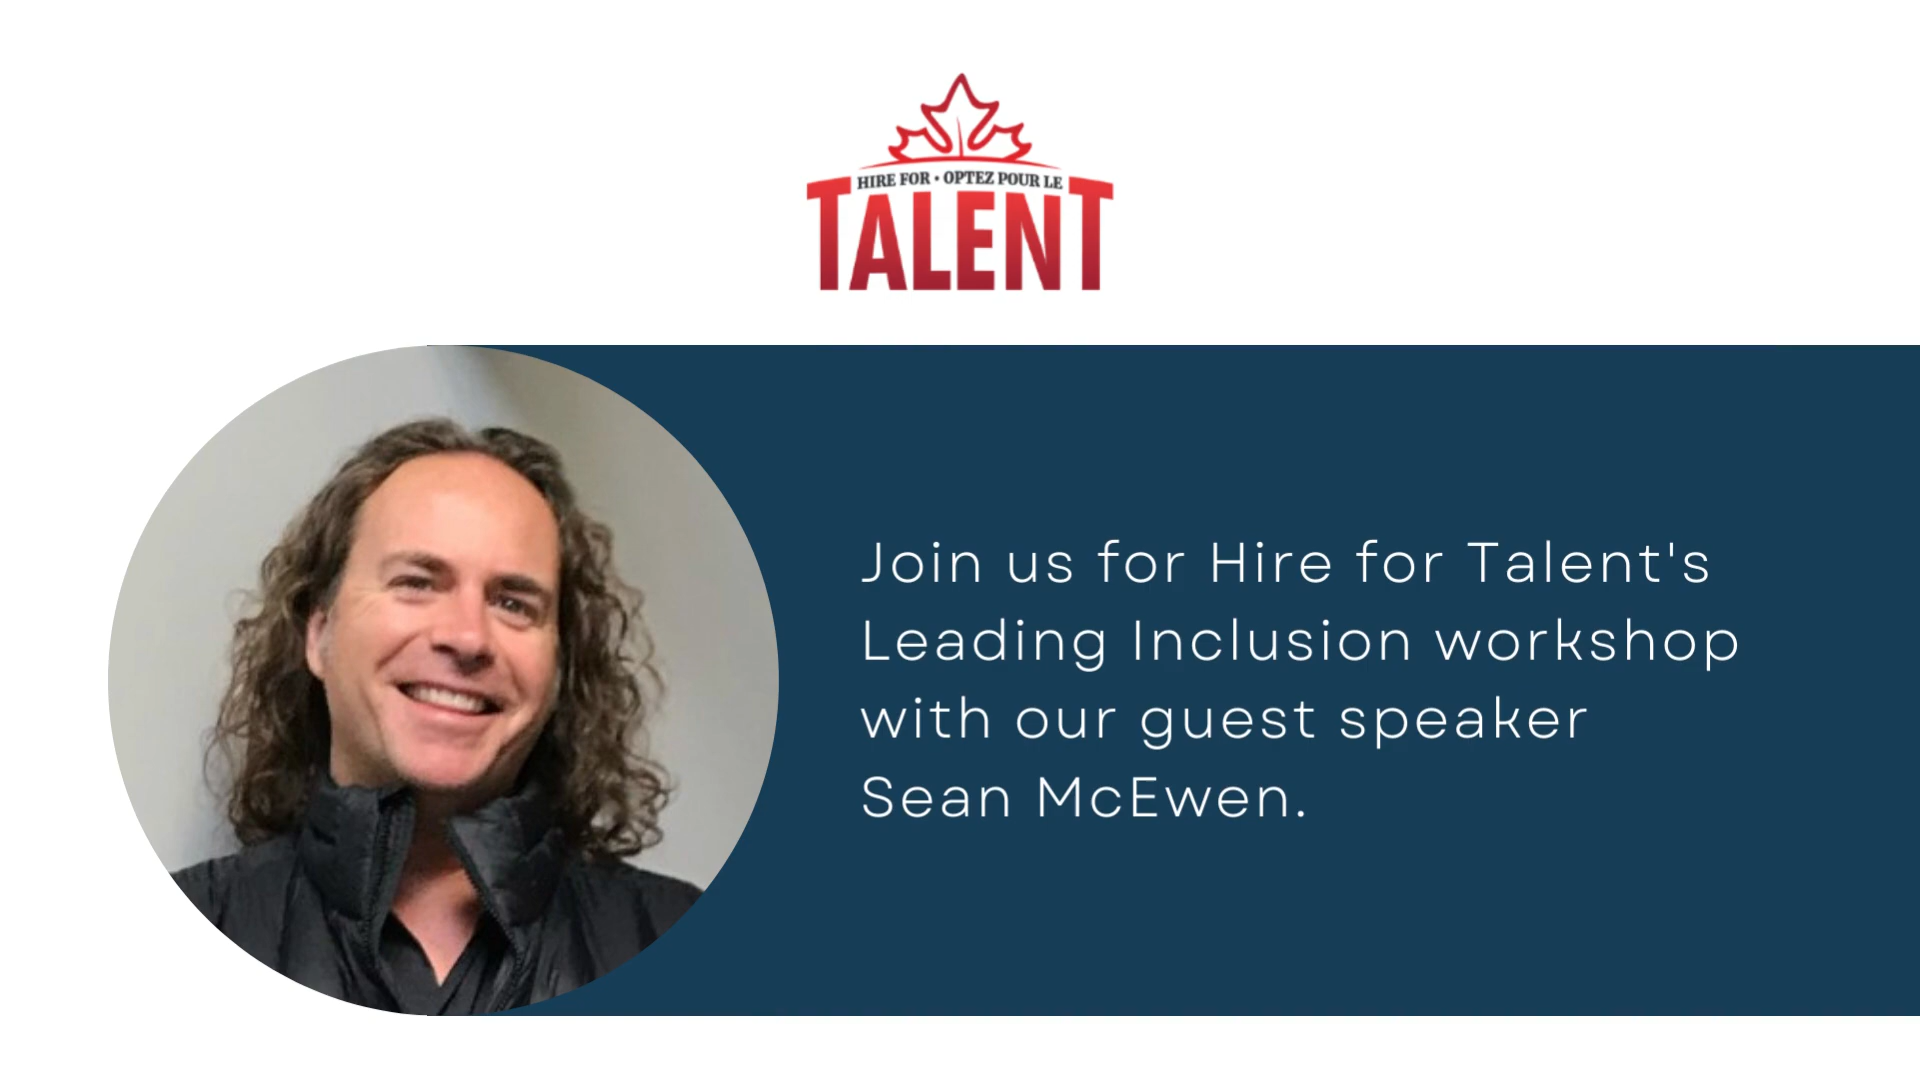 HIRE FOR • OPTEZ POUR LE
TALENT
Join us for Hire for Talent's
Leading Inclusion workshop
with our guest speaker
Sean McEwen.